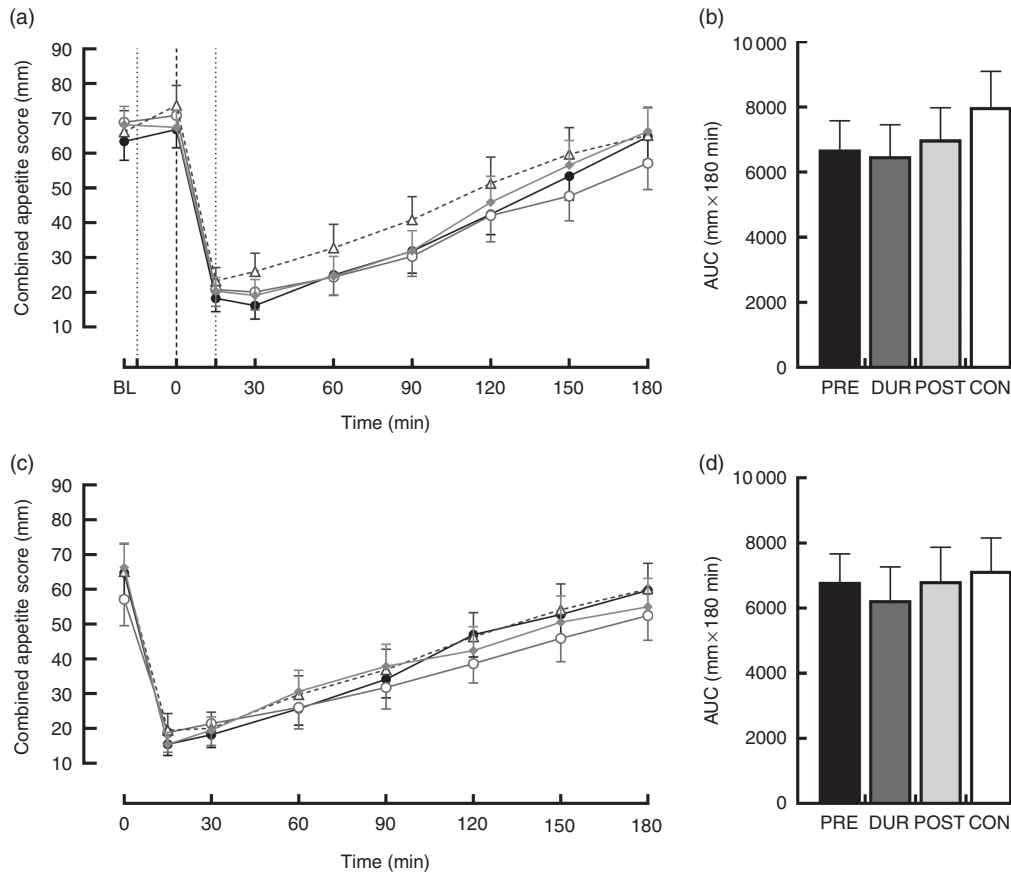 (a)
Combined appetite score (mm)
90
80
70
60
50
40
30
20
10
BL 0 30 60 90 120 150 180
Time (min)
(b)
AUC (mm × 180 min)
10 000
8000
6000
4000
2000
0
PRE DUR POST CON
(c)
Combined appetite score (mm)
90
80
70
60
50
40
30
20
10
0 30 60 90 120 150 180
Time (min)
(d)
AUC (mm × 180 min)
10 000
8000
6000
4000
2000
0
PRE DUR POST CON